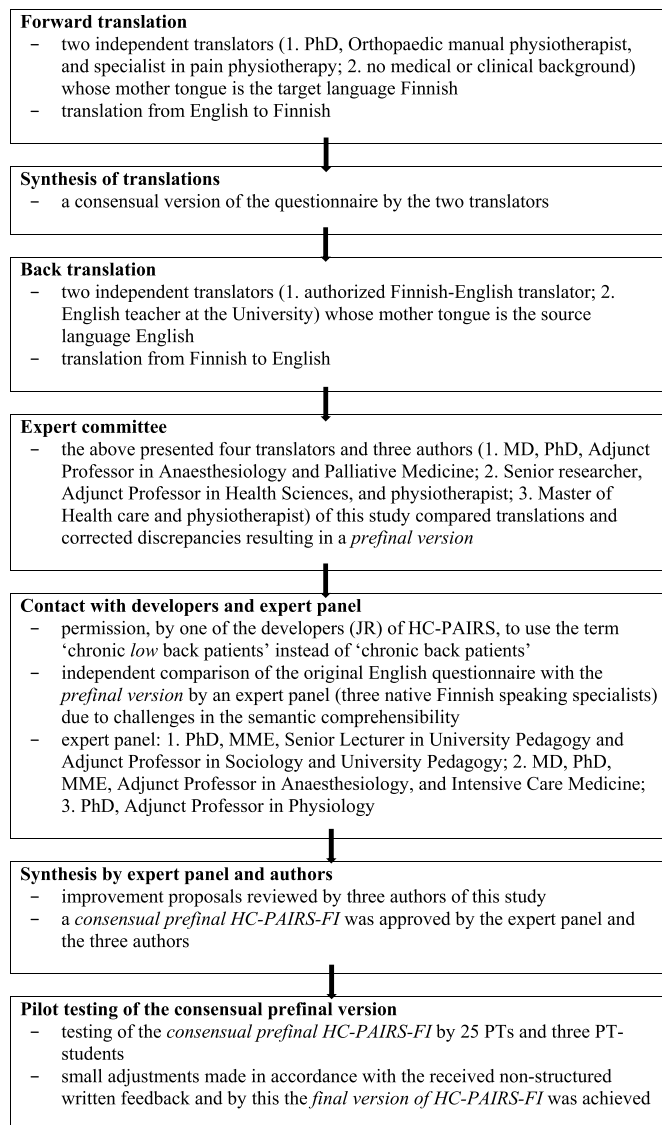 Forward translation
– two independent translators (1. PhD, Orthopaedic manual physiotherapist,
and specialist in pain physiotherapy; 2. no medical or clinical background)
whose mother tongue is the target language Finnish
– translation from English to Finnish
Synthesis of translations
– a consensual version of the questionnaire by the two translators
Back translation
– two independent translators (1. authorized Finnish-English translator; 2.
English teacher at the University) whose mother tongue is the source
language English
– translation from Finnish to English
Expert committee
– the above presented four translators and three authors (1. MD, PhD, Adjunct
Professor in Anaesthesiology and Palliative Medicine; 2. Senior researcher,
Adjunct Professor in Health Sciences, and physiotherapist; 3. Master of
Health care and physiotherapist) of this study compared translations and
corrected discrepancies resulting in a prefinal version
Contact with developers and expert panel
– permission, by one of the developers (JR) of HC-PAIRS, to use the term
‘chronic low back patients’ instead of ‘chronic back patients’
– independent comparison of the original English questionnaire with the
prefinal version by an expert panel (three native Finnish speaking specialists)
due to challenges in the semantic comprehensibility
– expert panel: 1. PhD, MME, Senior Lecturer in University Pedagogy and
Adjunct Professor in Sociology and University Pedagogy; 2. MD, PhD,
MME, Adjunct Professor in Anaesthesiology, and Intensive Care Medicine;
3. PhD, Adjunct Professor in Physiology
Synthesis by expert panel and authors
– improvement proposals reviewed by three authors of this study
– a consensual prefinal HC-PAIRS-FI was approved by the expert panel and
the three authors
Pilot testing of the consensual prefinal version
– testing of the consensual prefinal HC-PAIRS-FI by 25 PTs and three PT-
students
– small adjustments made in accordance with the received non-structured
written feedback and by this the final version of HC-PAIRS-FI was achieved